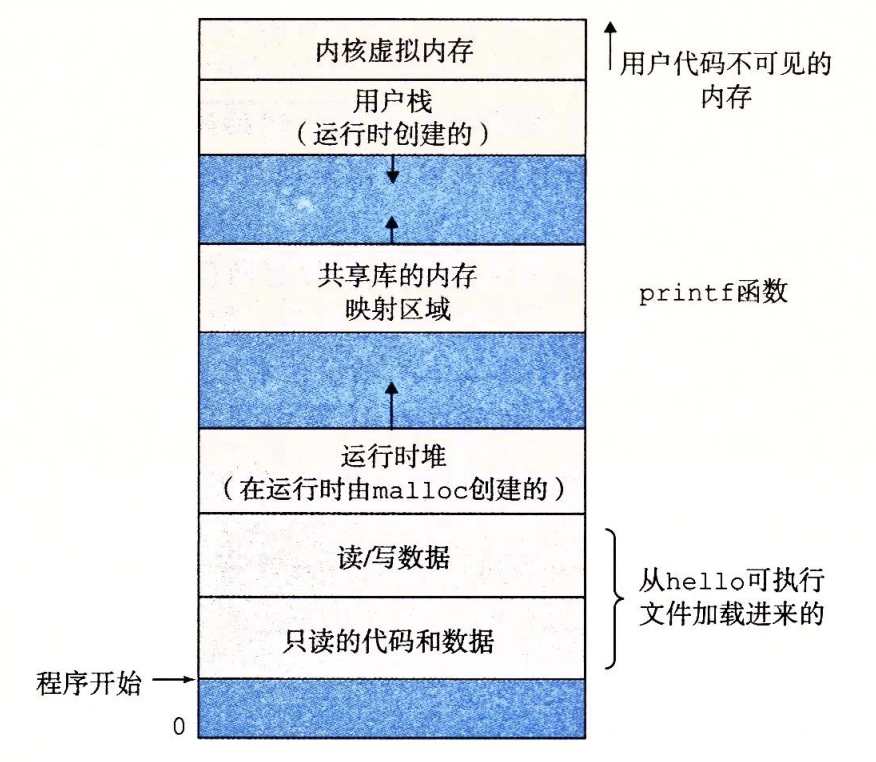 内核虚拟内存
用户代码不可见的
内存
用户栈
（运行时创建的）
共享库的内存
映射区域
printf函数
运行时堆
（在运行时由malloc创建的）
读/写数据
从hello可执行
文件加载进来的
只读的代码和数据
程序开始
0